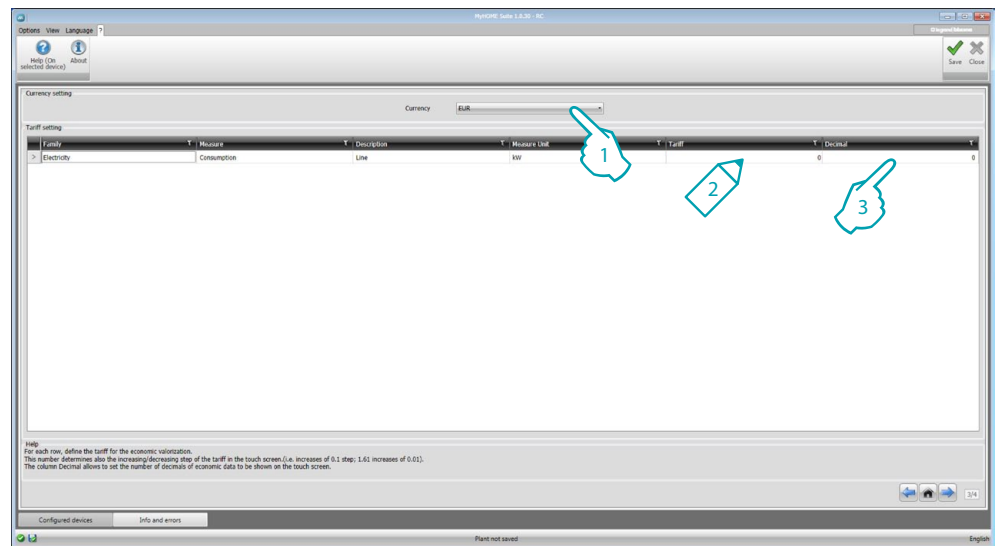 MyHOME Suite 1.8.30 - RC
Options View Language ?
Help (On selected device)
About
Save Close
Currency setting
Currency EUR
Tariff setting
Family Measure Description Measure Unit Tariff Decimal
> Electricity Consumption Line kW 0 0
1
2
3
Help
For each row, define the tariff for the economic valorization.
This number determines also the increasing/decreasing step of the tariff in the touch screen.(i.e. increases of 0.1 step; 1.61 increases of 0.01).
The column Decimal allows to set the number of decimals of economic data to be shown on the touch screen.
3/4
Configured devices Info and errors
Plant not saved English